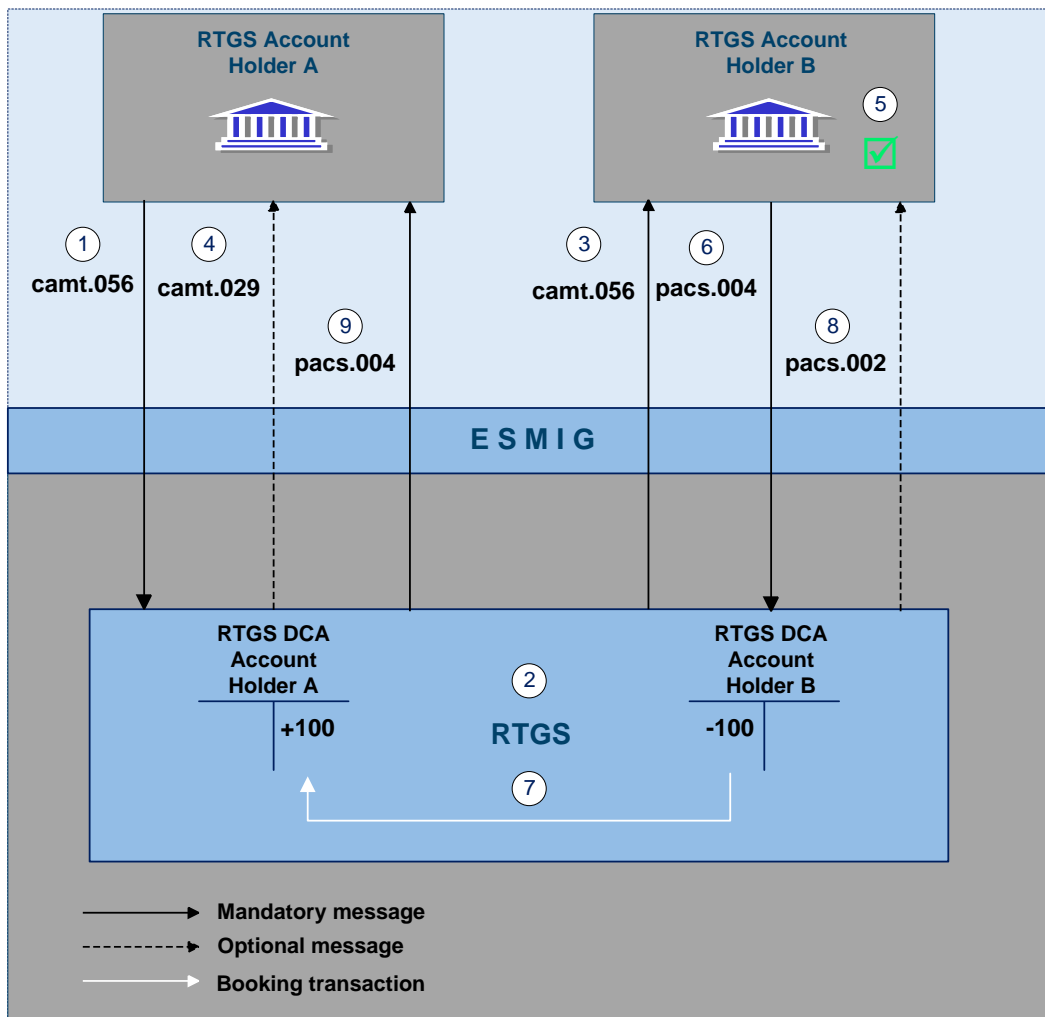 RTGS Account
Holder A
RTGS Account
Holder B
5
1
camt.056
4
camt.029
9
pacs.004
3
camt.056
6
pacs.004
8
pacs.002
E S M I G
RTGS DCA
Account
Holder A
+100
2
RTGS
7
RTGS DCA
Account
Holder B
-100
Mandatory message
Optional message
Booking transaction